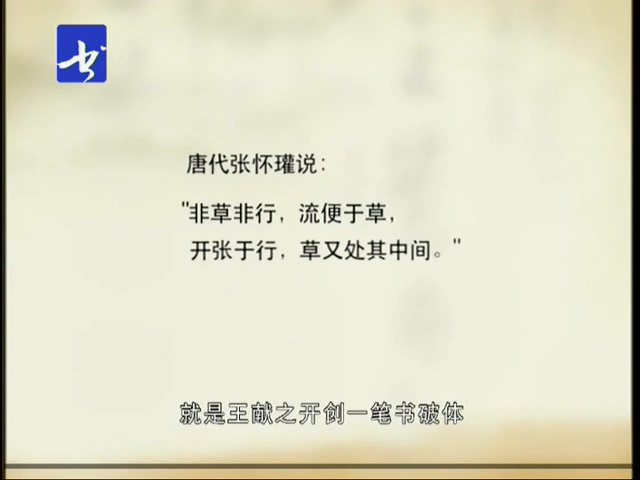 书
唐代张怀瓘说：
"非草非行，流便于草，
开张于行，草又处其中间。"
就是王献之开创一笔书破体